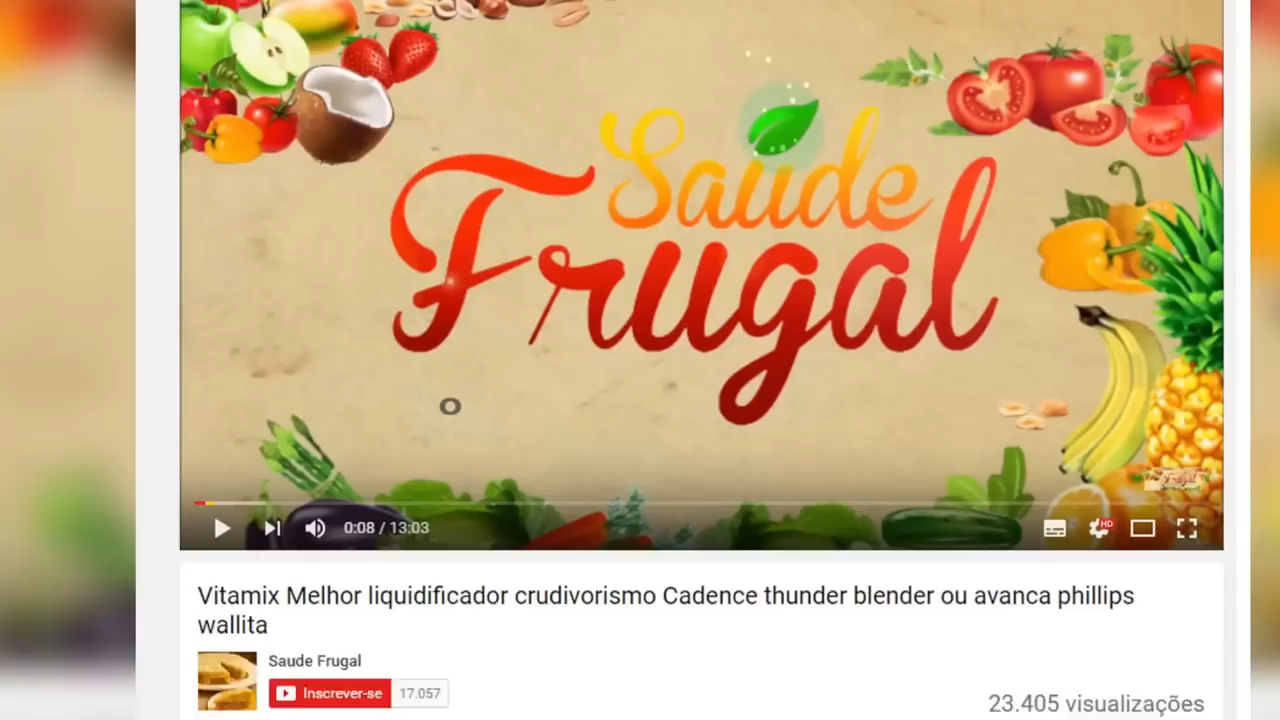 Saude
Frugal
0:08 / 13:03
HD
Vitamix Melhor liquidificador crudivorismo Cadence thunder blender ou avanca phillips
wallita
Saude Frugal
Inscrever-se 17.057
23.405 visualizações